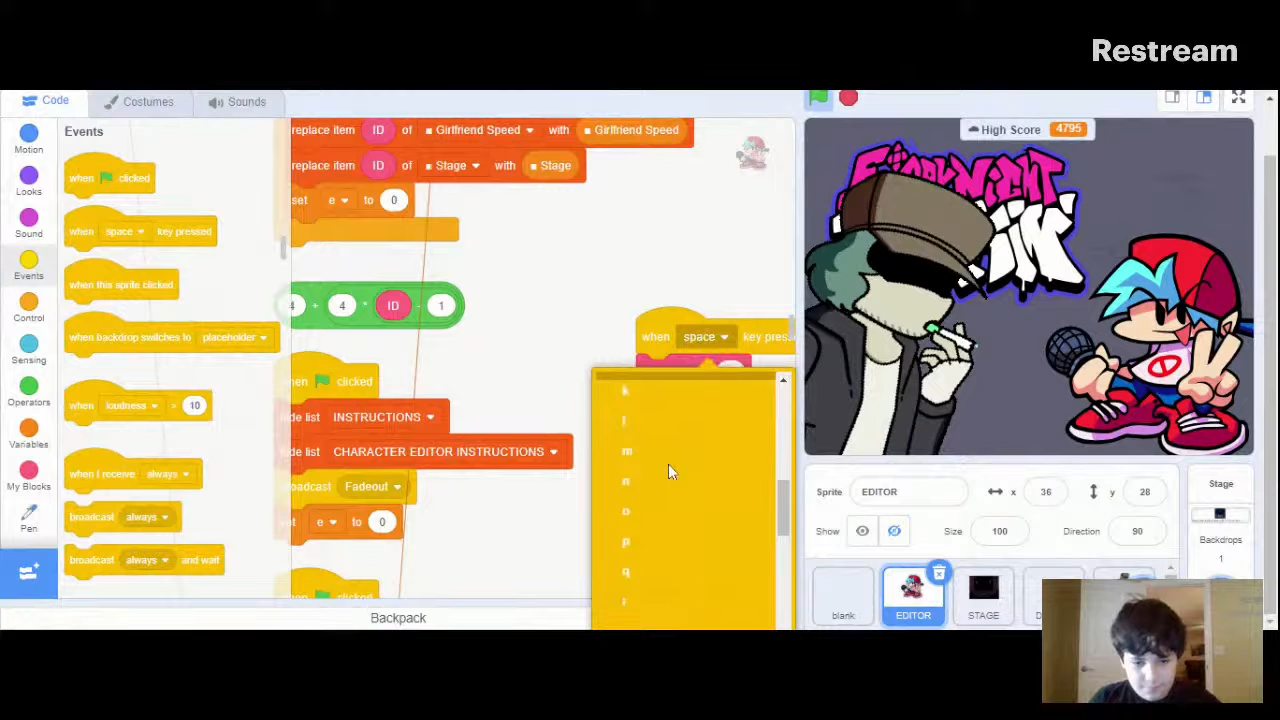 Restream
Code
Costumes
Sounds
Motion
Looks
Sound
Events
Control
Sensing
Operators
Variables
My Blocks
Pen
Events
when clicked
when space key pressed
when this sprite clicked
when backdrop switches to placeholder
when loudness > 10
when I receive always
broadcast always
broadcast always and wait
replace item ID of Girlfriend Speed with Girlfriend Speed
replace item ID of Stage with Stage
set e to 0
4 + 4 * ID - 1
when space key press
clicked
INSTRUCTIONS
list CHARACTER EDITOR INSTRUCTIONS
Fadeout
e to 0
clicked
k
l
m
n
o
p
q
r
Backpack
High Score 4795
Sprite EDITOR x 36 y 28
Show Size 100 Direction 90
Stage
Backdrops
1
blank
EDITOR
STAGE